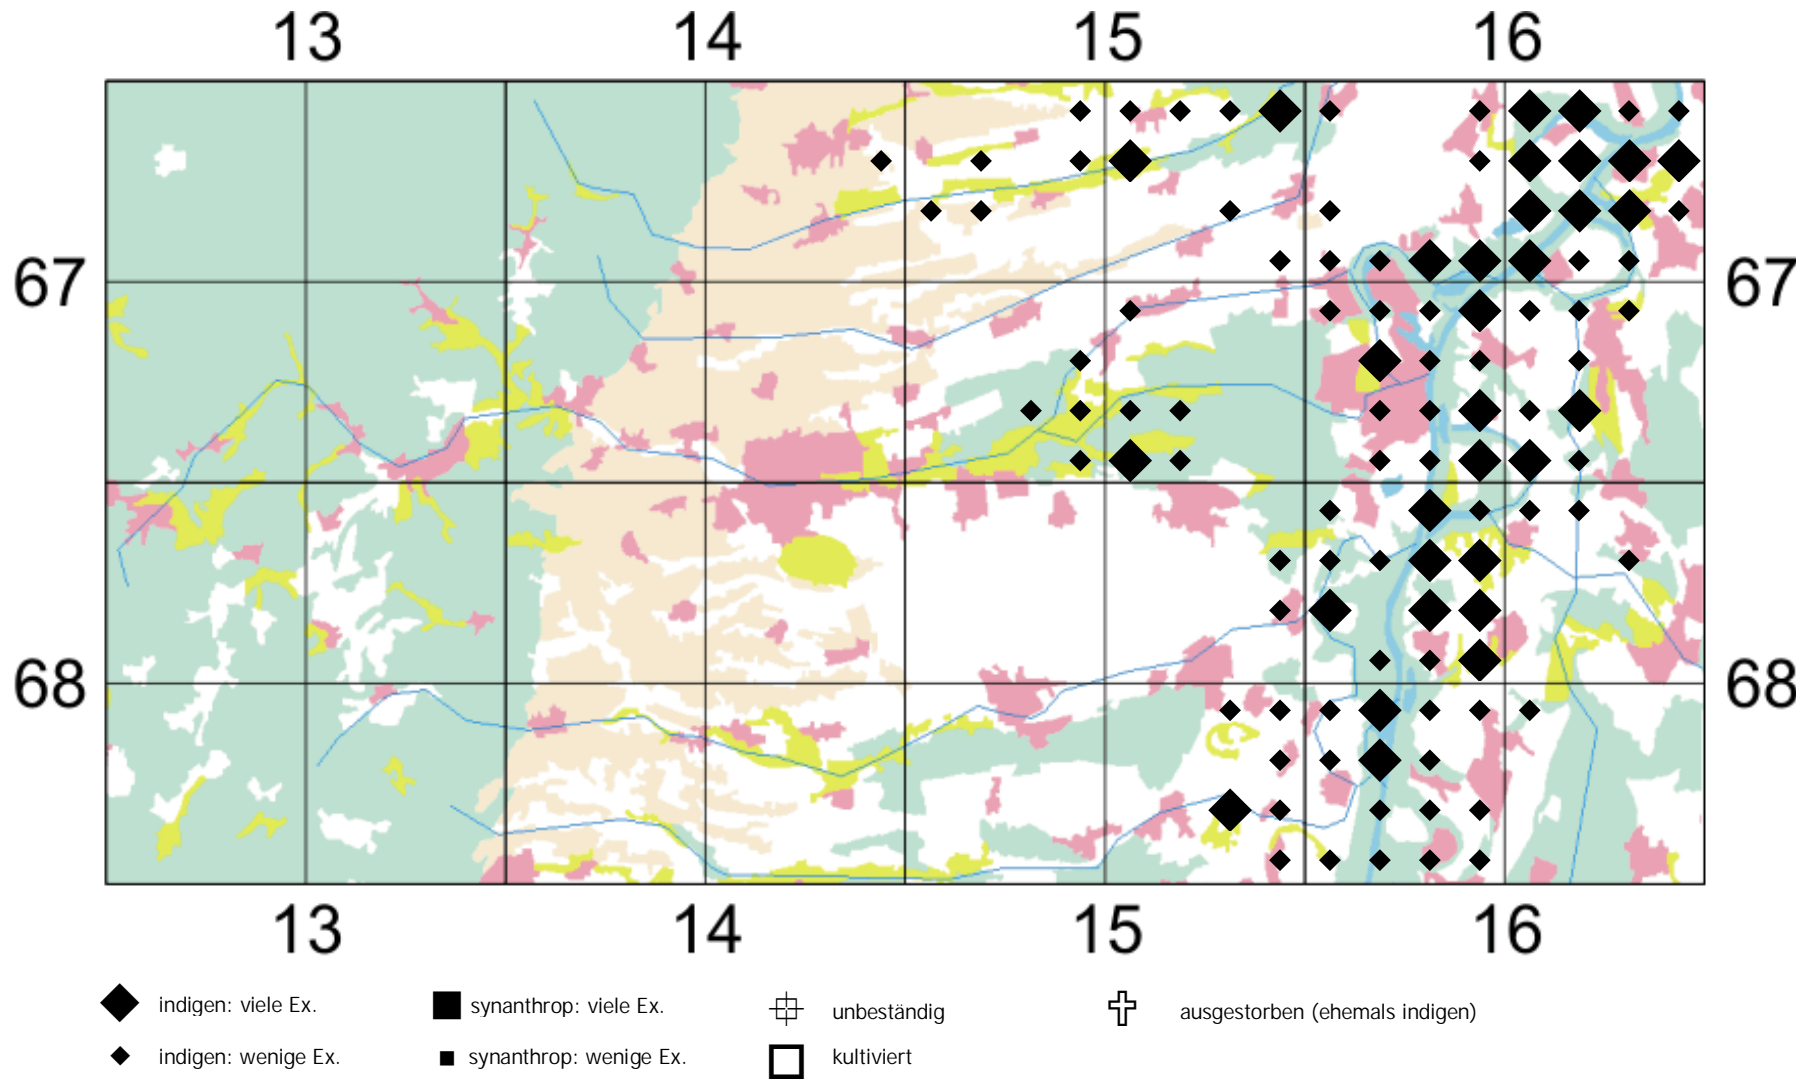 13 14 15 16
67 67
68 68
13 14 15 16
indigen: viele Ex. synanthrop: viele Ex. unbeständig ausgestorben (ehemals indigen)
indigen: wenige Ex. synanthrop: wenige Ex. kultiviert